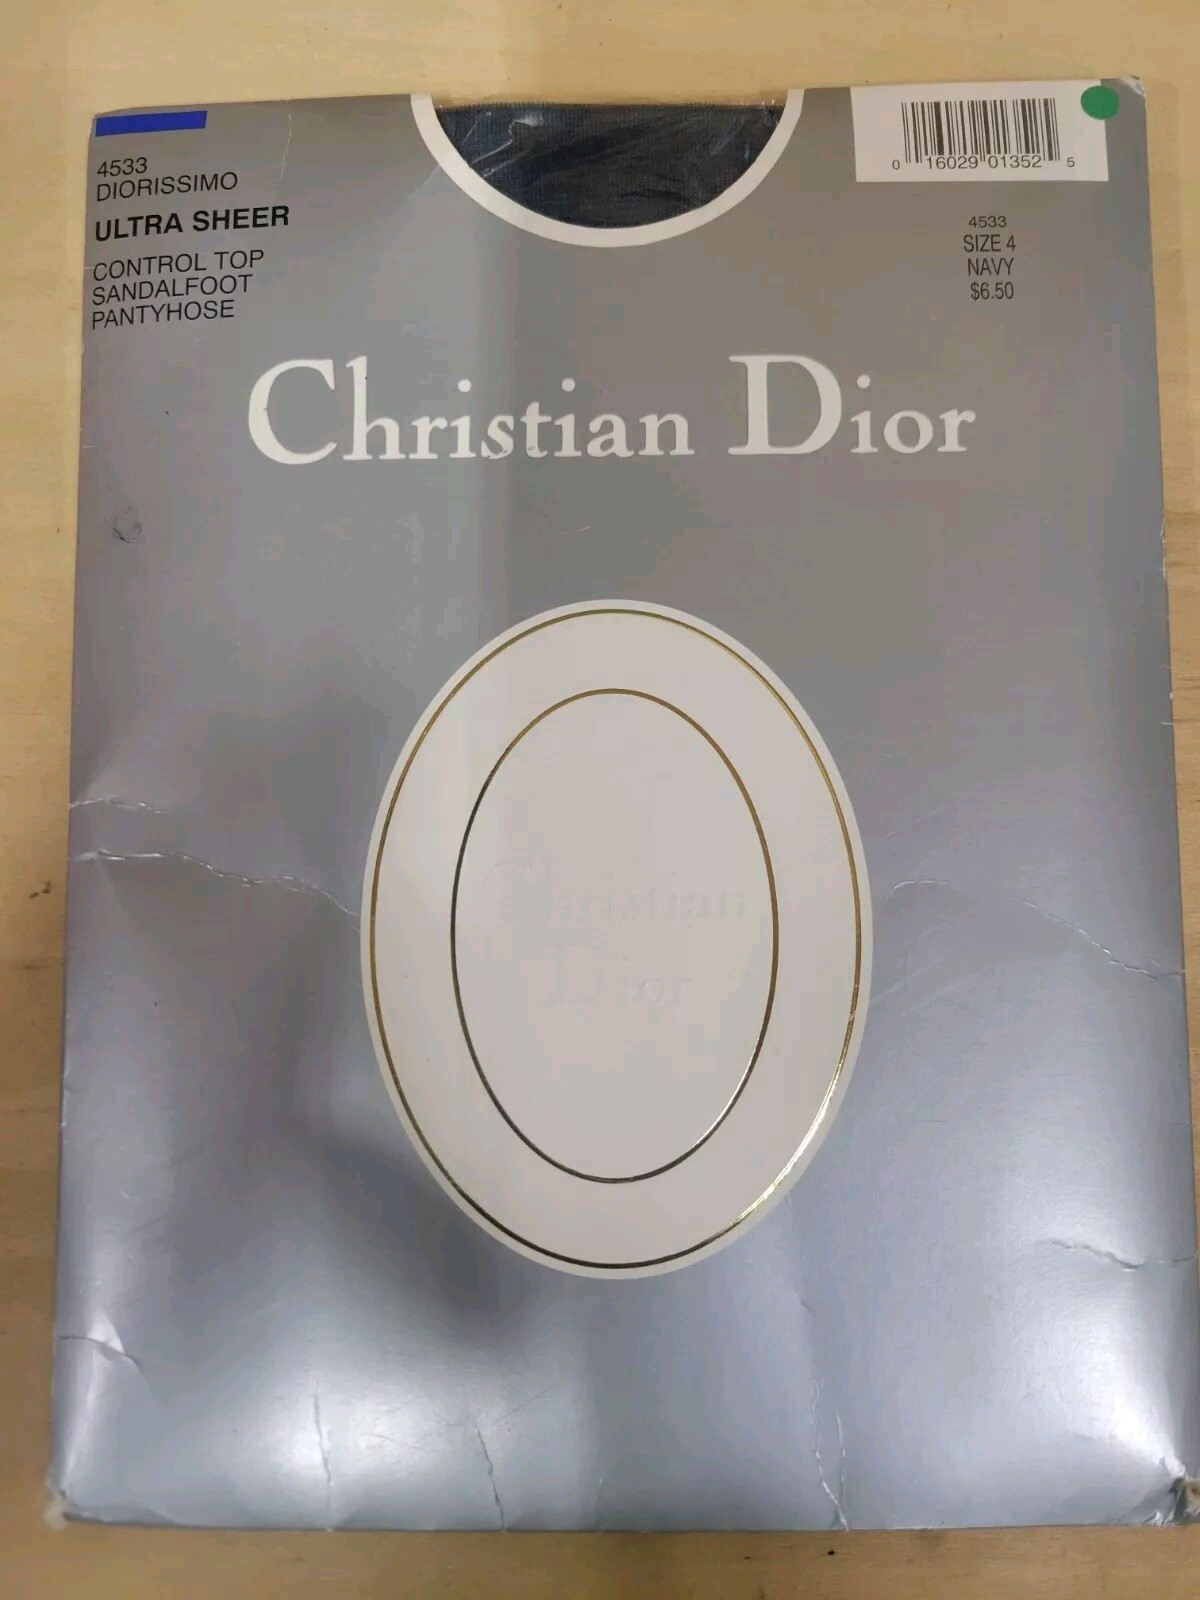 4533
DIORISSIMO
ULTRA SHEER
CONTROL TOP
SANDALFOOT
PANTYHOSE
0 16029 01352 5
4533
SIZE 4
NAVY
$6.50
Christian Dior
Christian
Dior